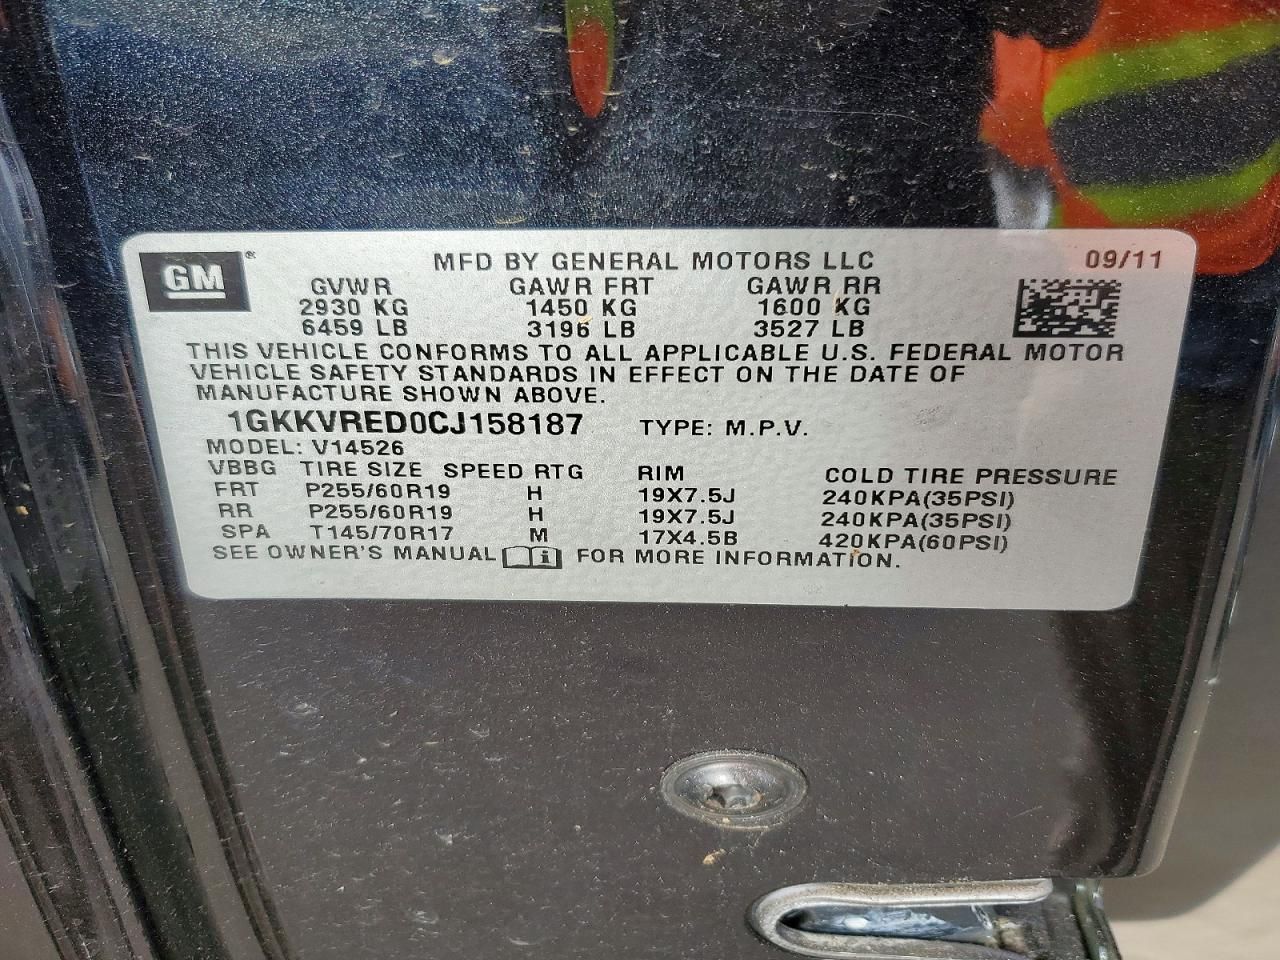 GM ® MFD BY GENERAL MOTORS LLC 09/11
GVWR GAWR FRT GAWR RR
2930 KG 1450 KG 1600 KG
6459 LB 3196 LB 3527 LB
THIS VEHICLE CONFORMS TO ALL APPLICABLE U.S. FEDERAL MOTOR
VEHICLE SAFETY STANDARDS IN EFFECT ON THE DATE OF
MANUFACTURE SHOWN ABOVE.
1GKKVRED0CJ158187 TYPE: M.P.V.
MODEL: V14526
VBBG TIRE SIZE SPEED RTG RIM COLD TIRE PRESSURE
FRT P255/60R19 H 19X7.5J 240KPA(35PSI)
RR P255/60R19 H 19X7.5J 240KPA(35PSI)
SPA T145/70R17 M 17X4.5B 420KPA(60PSI)
SEE OWNER'S MANUAL i FOR MORE INFORMATION.